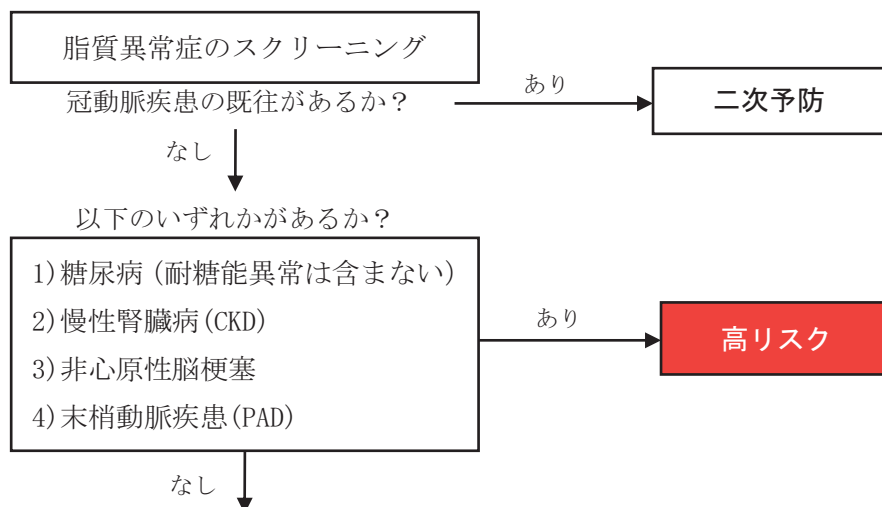 脂質異常症のスクリーニング
冠動脈疾患の既往があるか？
あり
二次予防
なし
以下のいずれかがあるか？
1)糖尿病(耐糖能異常は含まない)
2)慢性腎臓病(CKD)
3)非心原性脳梗塞
4)末梢動脈疾患(PAD)
あり
高リスク
なし